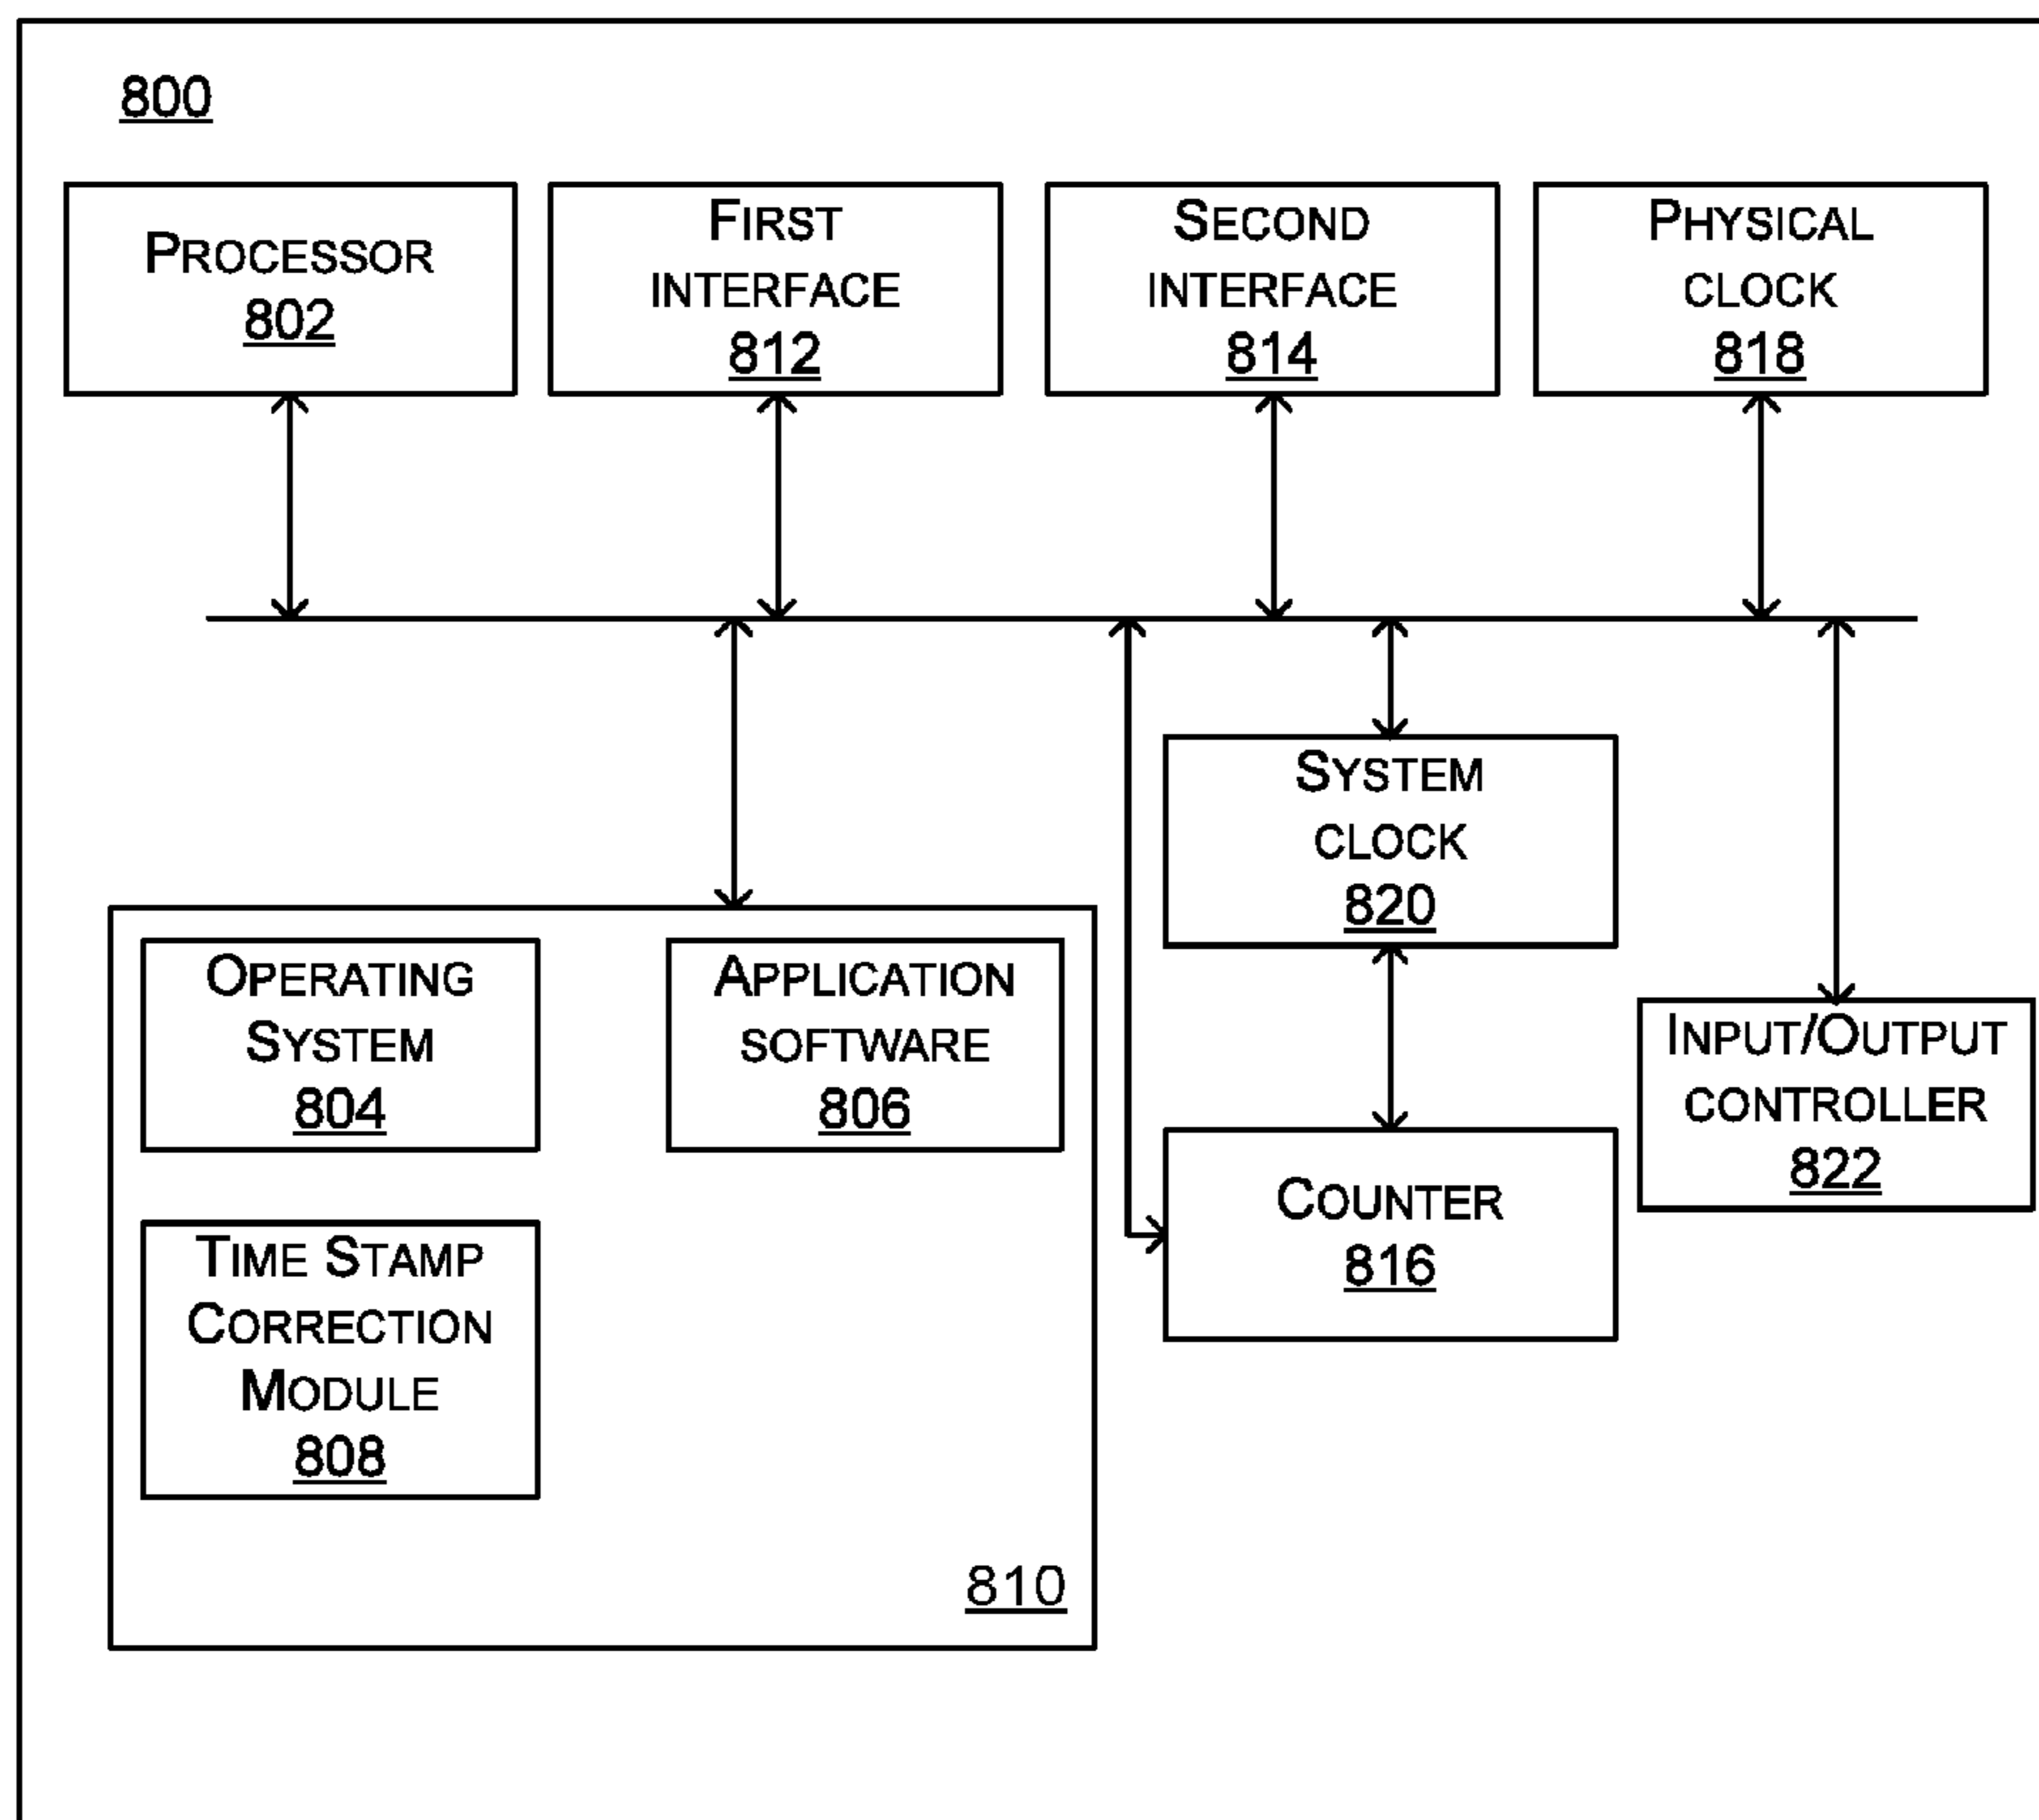 800
PROCESSOR
802
FIRST
INTERFACE
812
SECOND
INTERFACE
814
PHYSICAL
CLOCK
818
SYSTEM
CLOCK
820
OPERATING
SYSTEM
804
APPLICATION
SOFTWARE
806
INPUT/OUTPUT
CONTROLLER
822
COUNTER
816
TIME STAMP
CORRECTION
MODULE
808
810